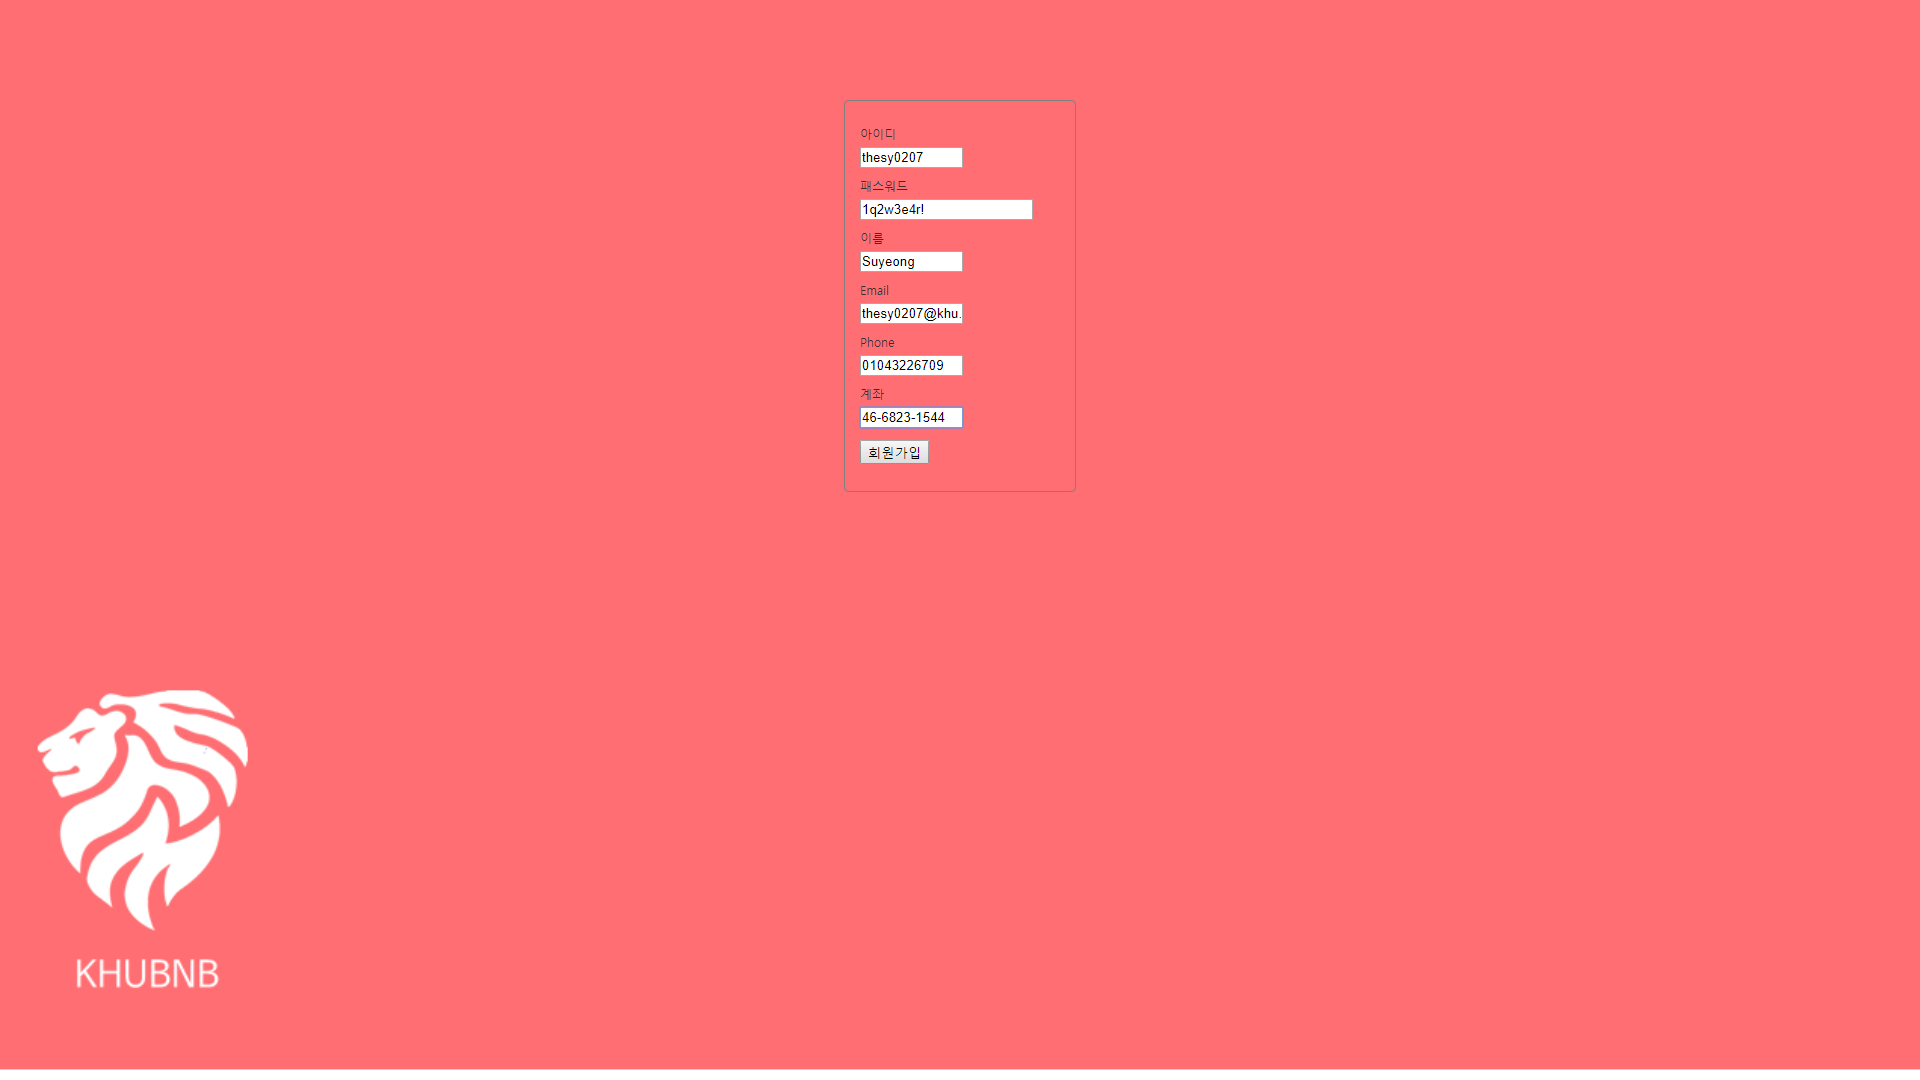 아이디
thesy0207
패스워드
1q2w3e4r!
이름
Suyeong
Email
thesy0207@khu.
Phone
01043226709
계좌
46-6823-1544
회원가입
KHUBNB